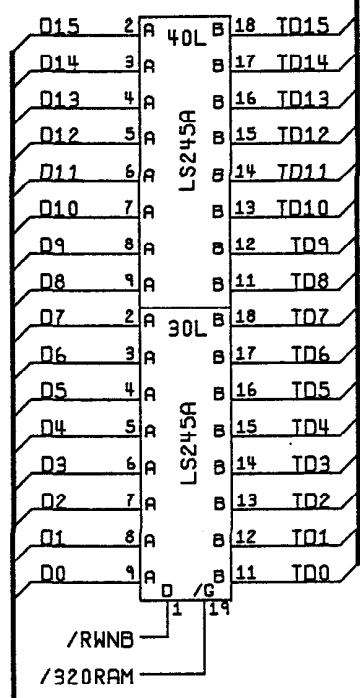 D15 2 A 40L B 18 TD15
D14 3 A B 17 TD14
D13 4 A B 16 TD13
D12 5 A B 15 TD12
D11 6 A B 14 TD11
D10 7 A B 13 TD10
D9 8 A B 12 TD9
D8 9 A B 11 TD8
LS245A
D7 2 A 30L B 18 TD7
D6 3 A B 17 TD6
D5 4 A B 16 TD5
D4 5 A B 15 TD4
D3 6 A B 14 TD3
D2 7 A B 13 TD2
D1 8 A B 12 TD1
D0 9 A B 11 TD0
LS245A
D /G
1 19
/RWNB
/320RAM